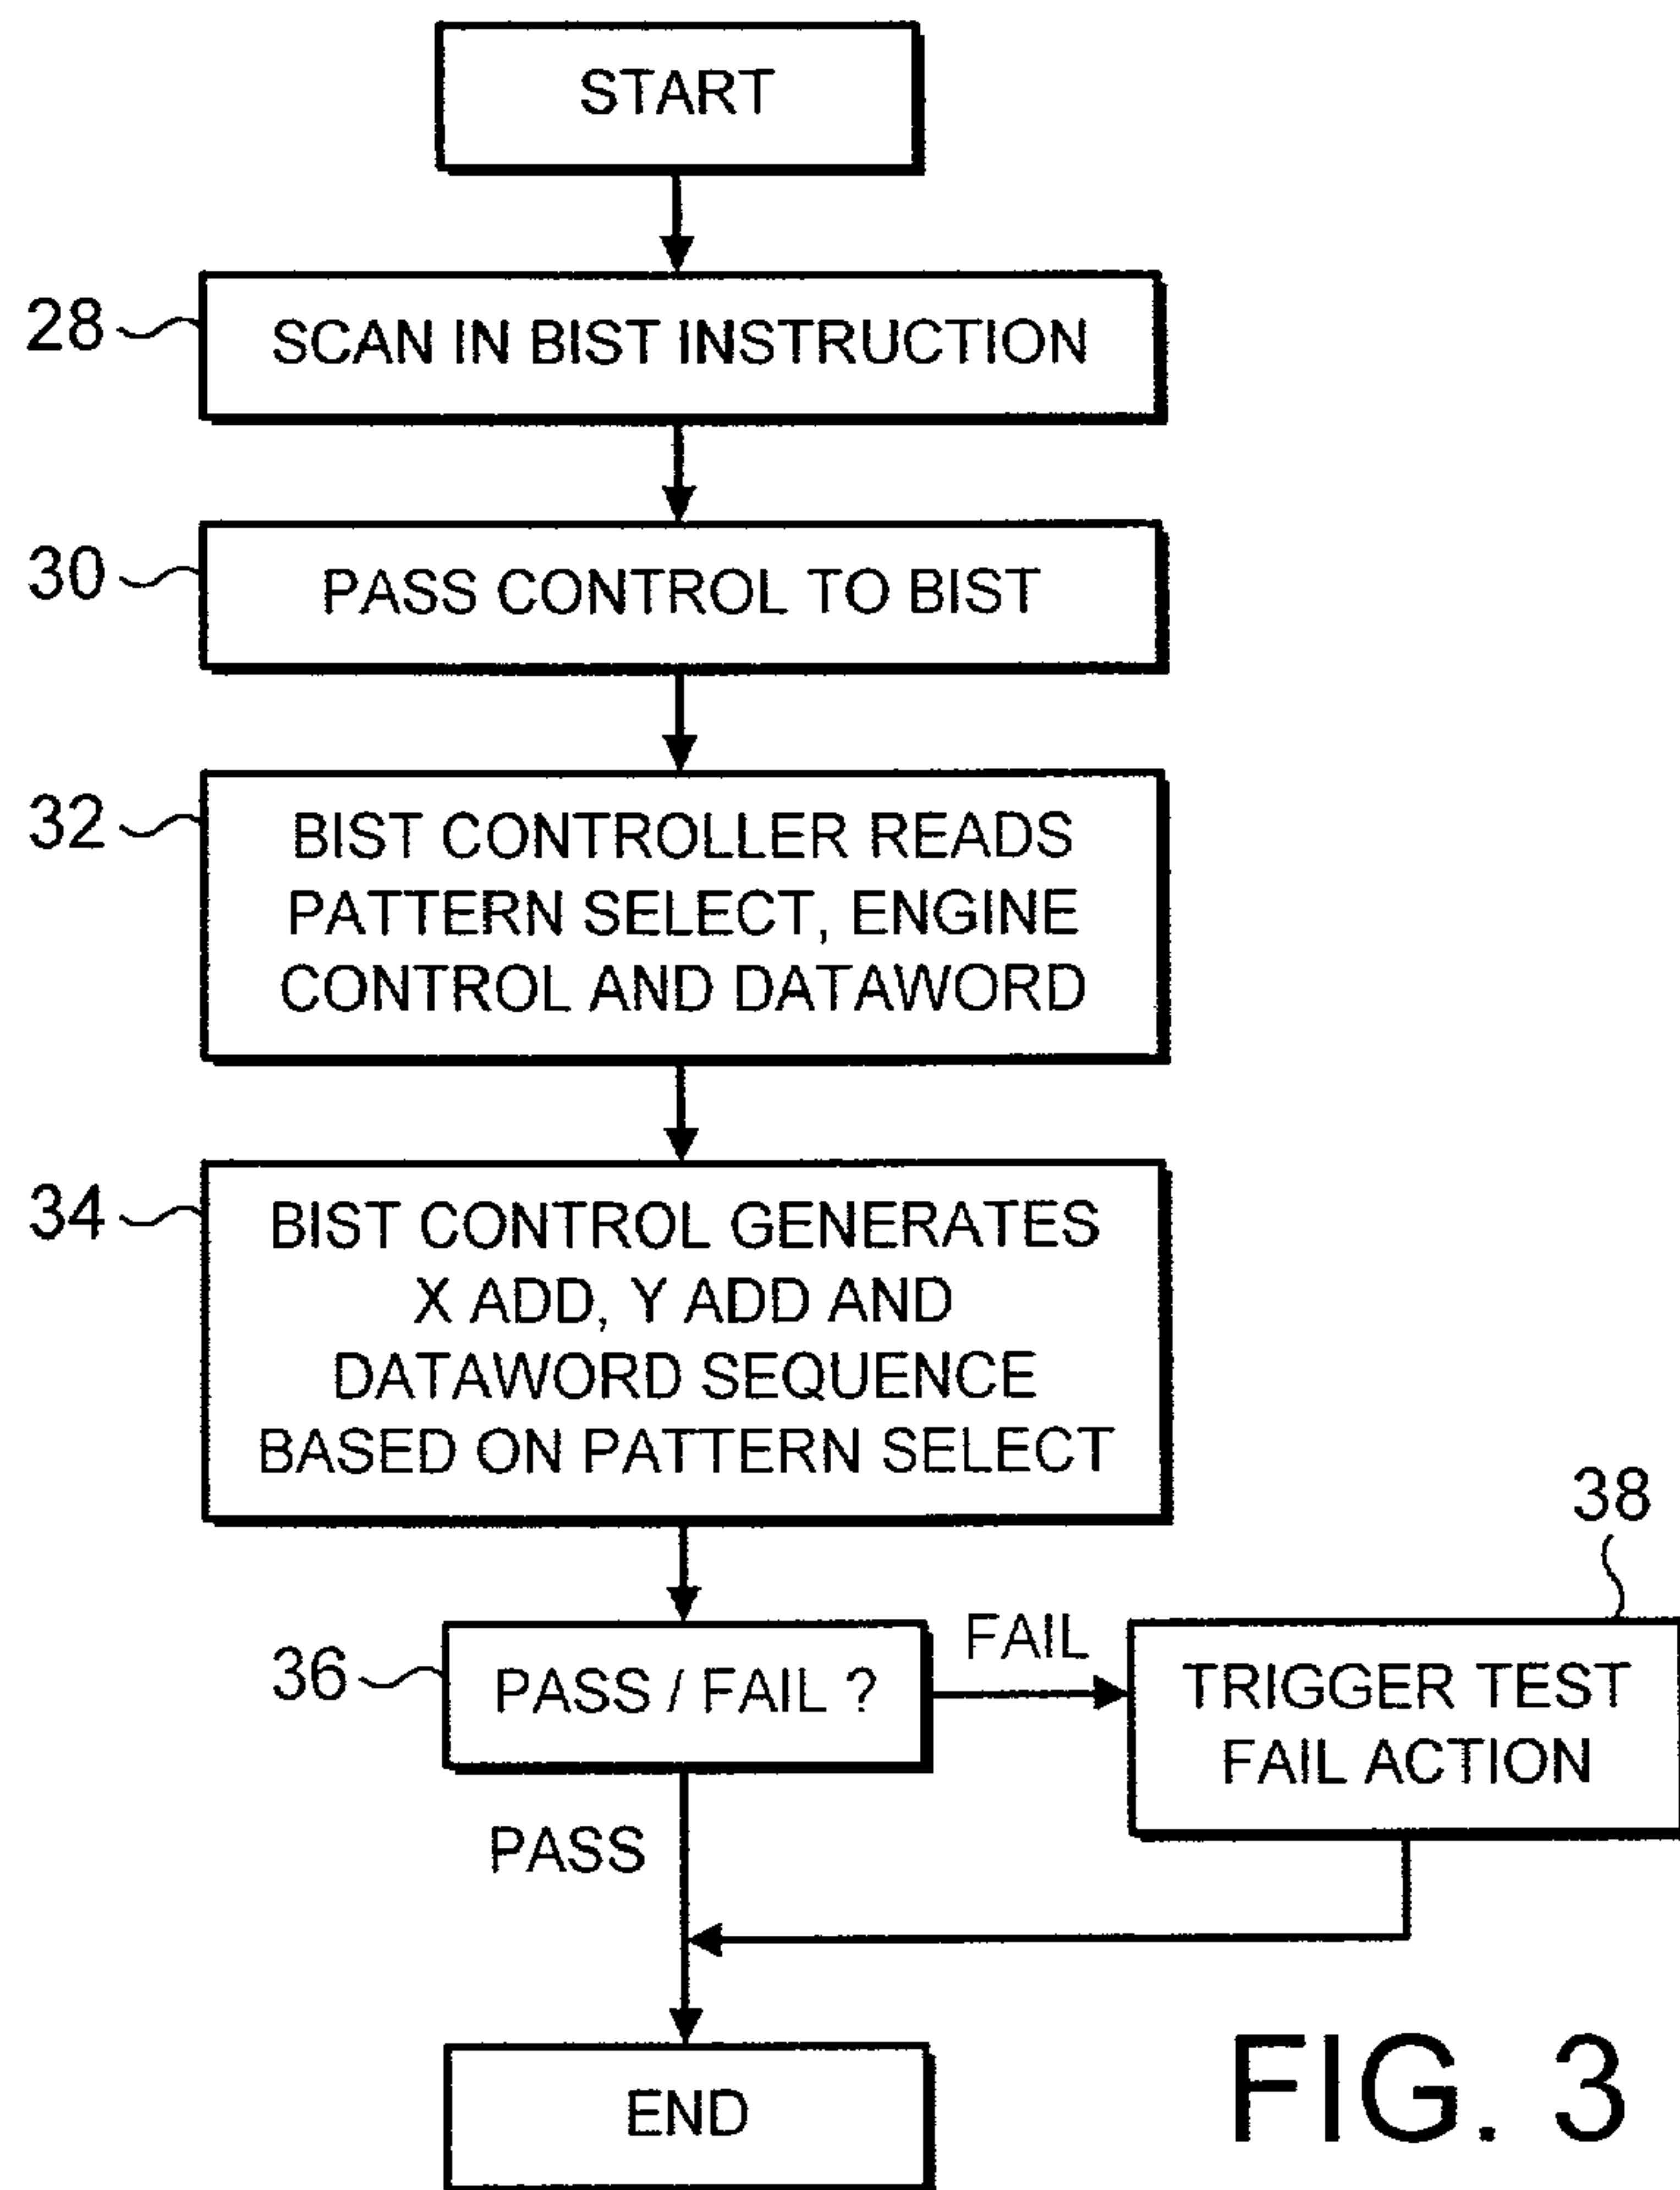 START
28
SCAN IN BIST INSTRUCTION
30
PASS CONTROL TO BIST
32
BIST CONTROLLER READS
PATTERN SELECT, ENGINE
CONTROL AND DATAWORD
34
BIST CONTROL GENERATES
X ADD, Y ADD AND
DATAWORD SEQUENCE
BASED ON PATTERN SELECT
36
PASS / FAIL ?
FAIL
38
TRIGGER TEST
FAIL ACTION
PASS
END
FIG. 3